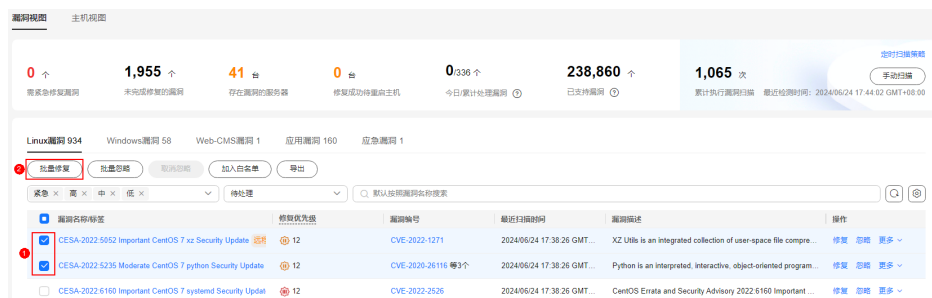 漏洞视图 主机视图
定时扫描策略
0 个 1,955 个 41 台 0 台 0/336 个 238,860 个 1,065 次 手动扫描
需紧急修复漏洞 未完成修复的漏洞 存在漏洞的服务器 修复成功待重启主机 今日/累计处理漏洞 已支持漏洞 累计执行漏洞扫描 最近检测时间：2024/06/24 17:44:02 GMT+08:00
Linux漏洞 934 Windows漏洞 58 Web-CMS漏洞 1 应用漏洞 160 应急漏洞 1
2 批量修复 批量忽略 取消忽略 加入白名单 导出
紧急 × 高 × 中 × 低 × 待处理 默认按照漏洞名称搜索
漏洞名称/标签 修复优先级 漏洞编号 最近扫描时间 漏洞描述 操作
CESA-2022:5052 Important CentOS 7 xz Security Update 12 CVE-2022-1271 2024/06/24 17:38:26 GMT... XZ Utils is an integrated collection of user-space file compre... 修复 忽略 更多
1
CESA-2022:5235 Moderate CentOS 7 python Security Update 12 CVE-2020-26116 等3个 2024/06/24 17:38:26 GMT... Python is an interpreted, interactive, object-oriented program... 修复 忽略 更多
CESA-2022:6160 Important CentOS 7 systemd Security Updat 12 CVE-2022-2526 2024/06/24 17:38:26 GMT... CentOS Errata and Security Advisory 2022:6160 Important ... 修复 忽略 更多